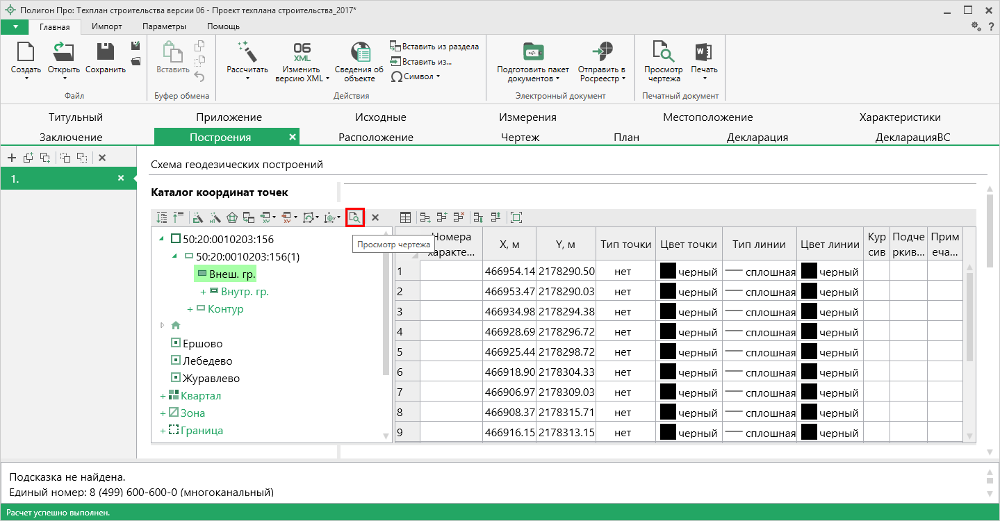 Полигон Про: Техплан строительства версии 06 - Проект техплана строительства_2017*
Главная Импорт Параметры Помощь
Создать Открыть Сохранить
Файл
Вставить
Буфер обмена
Рассчитать
06 XML
Изменить версию XML
Сведения об объекте
Вставить из раздела
Вставить из...
Символ
Действия
Подготовить пакет документов
Отправить в Росреестр
Электронный документ
Просмотр чертежа
Печать
Печатный документ
Титульный Приложение Исходные Измерения Местоположение Характеристики
Заключение Построения Расположение Чертеж План Декларация ДекларацияВС
1.
Схема геодезических построений
Каталог координат точек
Просмотр чертежа
50:20:0010203:156
50:20:0010203:156(1)
Внеш. гр.
+ Внутр. гр.
+ Контур
Ершово
Лебедево
Журавлево
+ Квартал
+ Зона
+ Граница
Номера характе... X, м Y, м Тип точки Цвет точки Тип линии Цвет линии Кур сив Подче ркив... Прим еча...
1 466954.14 2178290.50 нет черный сплошная черный
2 466953.47 2178290.03 нет черный сплошная черный
3 466934.98 2178294.38 нет черный сплошная черный
4 466928.69 2178296.72 нет черный сплошная черный
5 466925.44 2178298.72 нет черный сплошная черный
6 466918.90 2178304.33 нет черный сплошная черный
7 466906.97 2178309.03 нет черный сплошная черный
8 466908.37 2178315.71 нет черный сплошная черный
9 466916.15 2178313.15 нет черный сплошная черный
Подсказка не найдена.
Единый номер: 8 (499) 600-600-0 (многоканальный)
Расчет успешно выполнен.